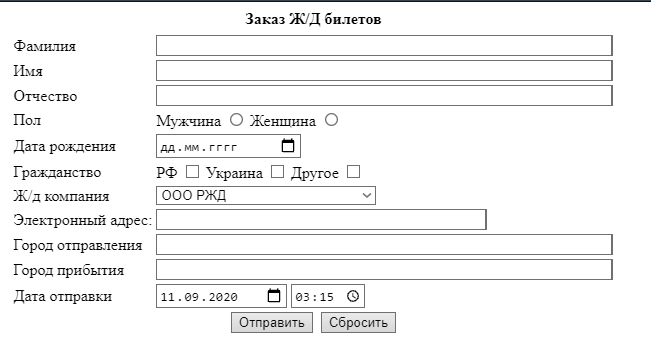 Заказ Ж/Д билетов
Фамилия
Имя
Отчество
Пол Мужчина Женщина
Дата рождения дд.мм.гггг
Гражданство РФ Украина Другое
Ж/д компания ООО РЖД
Электронный адрес:
Город отправления
Город прибытия
Дата отправки 11.09.2020 03:15
Отправить Сбросить